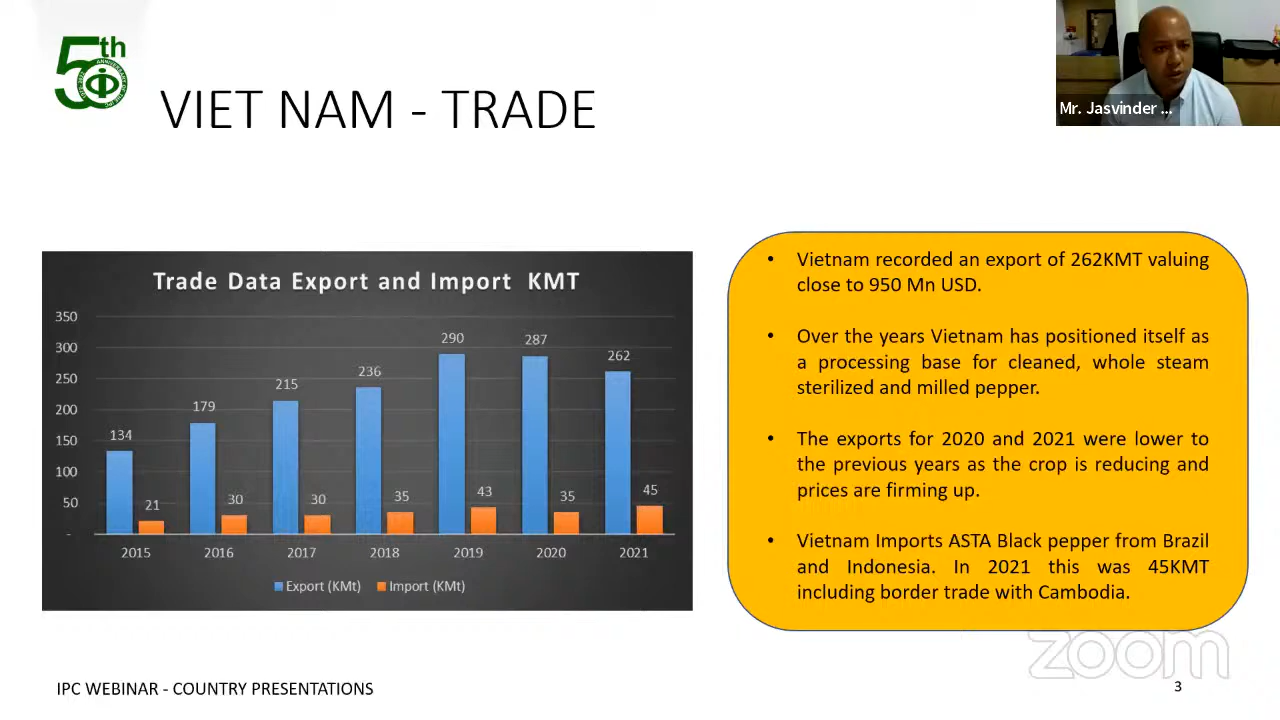 5th
VIET NAM - TRADE
Mr. Jasvinder ...
Trade Data Export and Import KMT
350
300
250
200
150
100
50
-
134
21
179
30
215
30
236
35
290
43
287
35
262
45
2015
2016
2017
2018
2019
2020
2021
Export (KMt)
Import (KMt)
• Vietnam recorded an export of 262KMT valuing
close to 950 Mn USD.
• Over the years Vietnam has positioned itself as
a processing base for cleaned, whole steam
sterilized and milled pepper.
• The exports for 2020 and 2021 were lower to
the previous years as the crop is reducing and
prices are firming up.
• Vietnam Imports ASTA Black pepper from Brazil
and Indonesia. In 2021 this was 45KMT
including border trade with Cambodia.
zoom
IPC WEBINAR - COUNTRY PRESENTATIONS
3